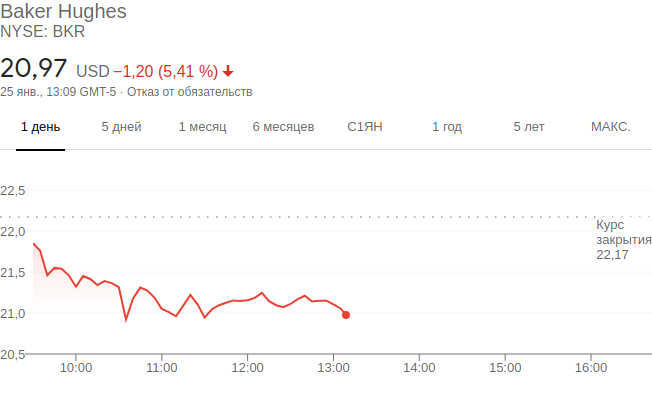 Baker Hughes
NYSE: BKR
20,97 USD −1,20 (5,41 %)
25 янв., 13:09 GMT-5 · Отказ от обязательств
1 день 5 дней 1 месяц 6 месяцев С1ЯН 1 год 5 лет МАКС.
22,5
Курс
закрытия
22,17
22,0
21,5
21,0
20,5
10:00 11:00 12:00 13:00 14:00 15:00 16:00